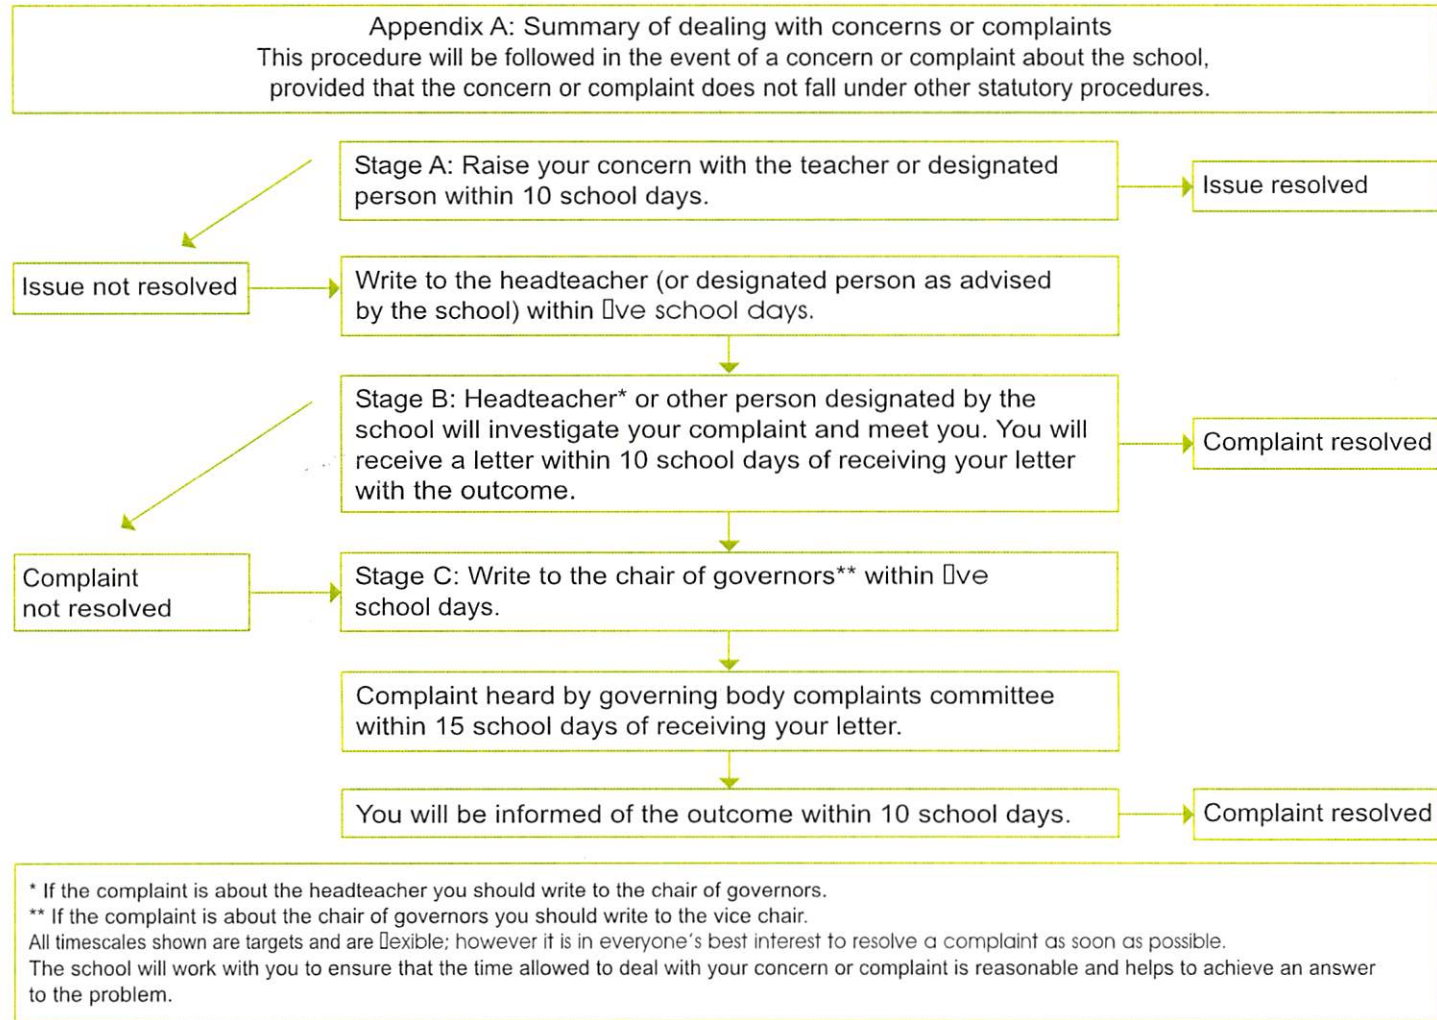 Appendix A: Summary of dealing with concerns or complaints
This procedure will be followed in the event of a concern or complaint about the school,
provided that the concern or complaint does not fall under other statutory procedures.
Stage A: Raise your concern with the teacher or designated
person within 10 school days.
Issue resolved
Issue not resolved
Write to the headteacher (or designated person as advised
by the school) within ▯ve school days.
Stage B: Headteacher* or other person designated by the
school will investigate your complaint and meet you. You will
receive a letter within 10 school days of receiving your letter
with the outcome.
Complaint resolved
Complaint
not resolved
Stage C: Write to the chair of governors** within ▯ve
school days.
Complaint heard by governing body complaints committee
within 15 school days of receiving your letter.
You will be informed of the outcome within 10 school days.
Complaint resolved
* If the complaint is about the headteacher you should write to the chair of governors.
** If the complaint is about the chair of governors you should write to the vice chair.
All timescales shown are targets and are ▯exible; however it is in everyone's best interest to resolve a complaint as soon as possible.
The school will work with you to ensure that the time allowed to deal with your concern or complaint is reasonable and helps to achieve an answer
to the problem.